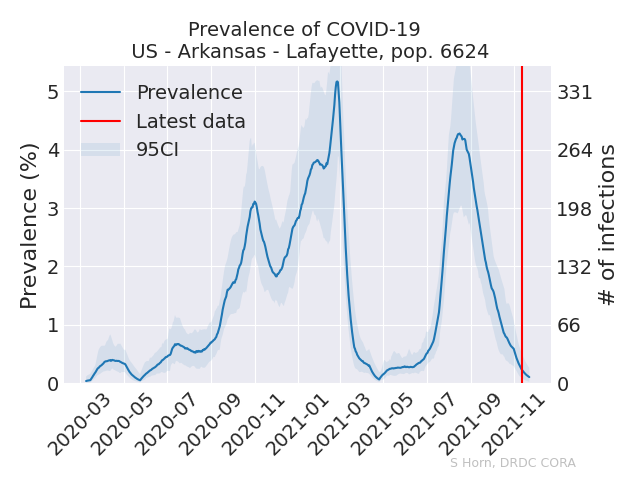 Prevalence of COVID-19
US - Arkansas - Lafayette, pop. 6624
Prevalence
Latest data
95CI
Prevalence (%)
5
4
3
2
1
0
# of infections
331
264
198
132
66
0
2020-03
2020-05
2020-07
2020-09
2020-11
2021-01
2021-03
2021-05
2021-07
2021-09
2021-11
S Horn, DRDC CORA